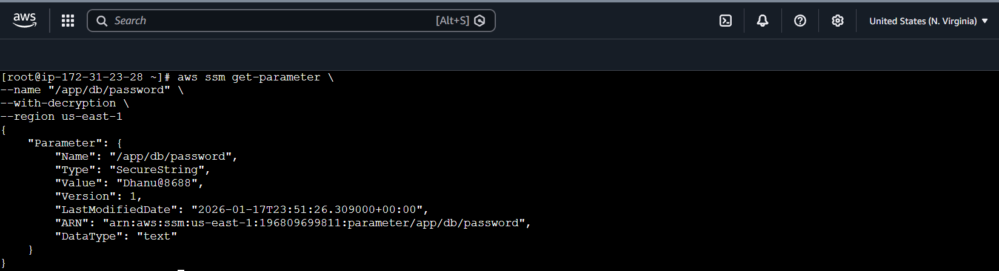 aws
Search
[Alt+S]
United States (N. Virginia)
[root@ip-172-31-23-28 ~]# aws ssm get-parameter \
--name "/app/db/password" \
--with-decryption \
--region us-east-1
{
    "Parameter": {
        "Name": "/app/db/password",
        "Type": "SecureString",
        "Value": "Dhanu@8688",
        "Version": 1,
        "LastModifiedDate": "2026-01-17T23:51:26.309000+00:00",
        "ARN": "arn:aws:ssm:us-east-1:196809699811:parameter/app/db/password",
        "DataType": "text"
    }
}